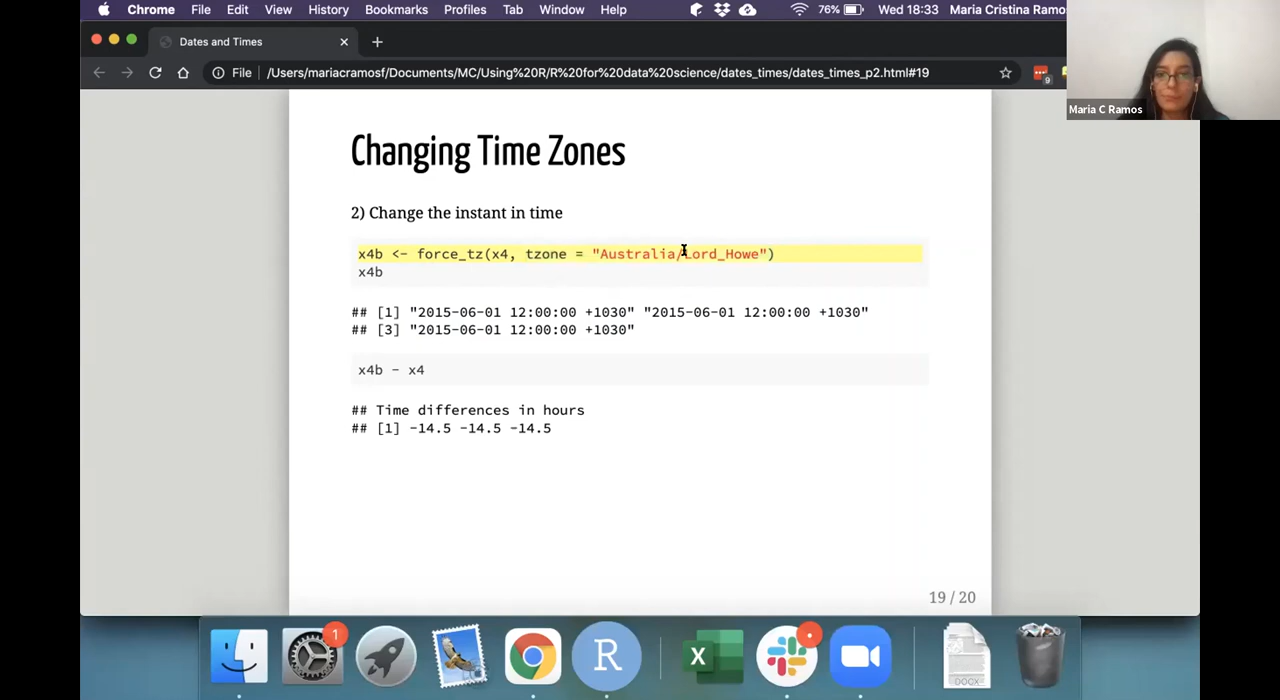 Chrome File Edit View History Bookmarks Profiles Tab Window Help 76% Wed 18:33 Maria Cristina Ramos
Dates and Times
File /Users/mariacramosf/Documents/MC/Using%20R/R%20for%20data%20science/dates_times/dates_times_p2.html#19
9
Maria C Ramos
Changing Time Zones
2) Change the instant in time
x4b <- force_tz(x4, tzone = "Australia/Lord_Howe")
x4b
## [1] "2015-06-01 12:00:00 +1030" "2015-06-01 12:00:00 +1030"
## [3] "2015-06-01 12:00:00 +1030"
x4b - x4
## Time differences in hours
## [1] -14.5 -14.5 -14.5
19 / 20
1
R
X
DOCX